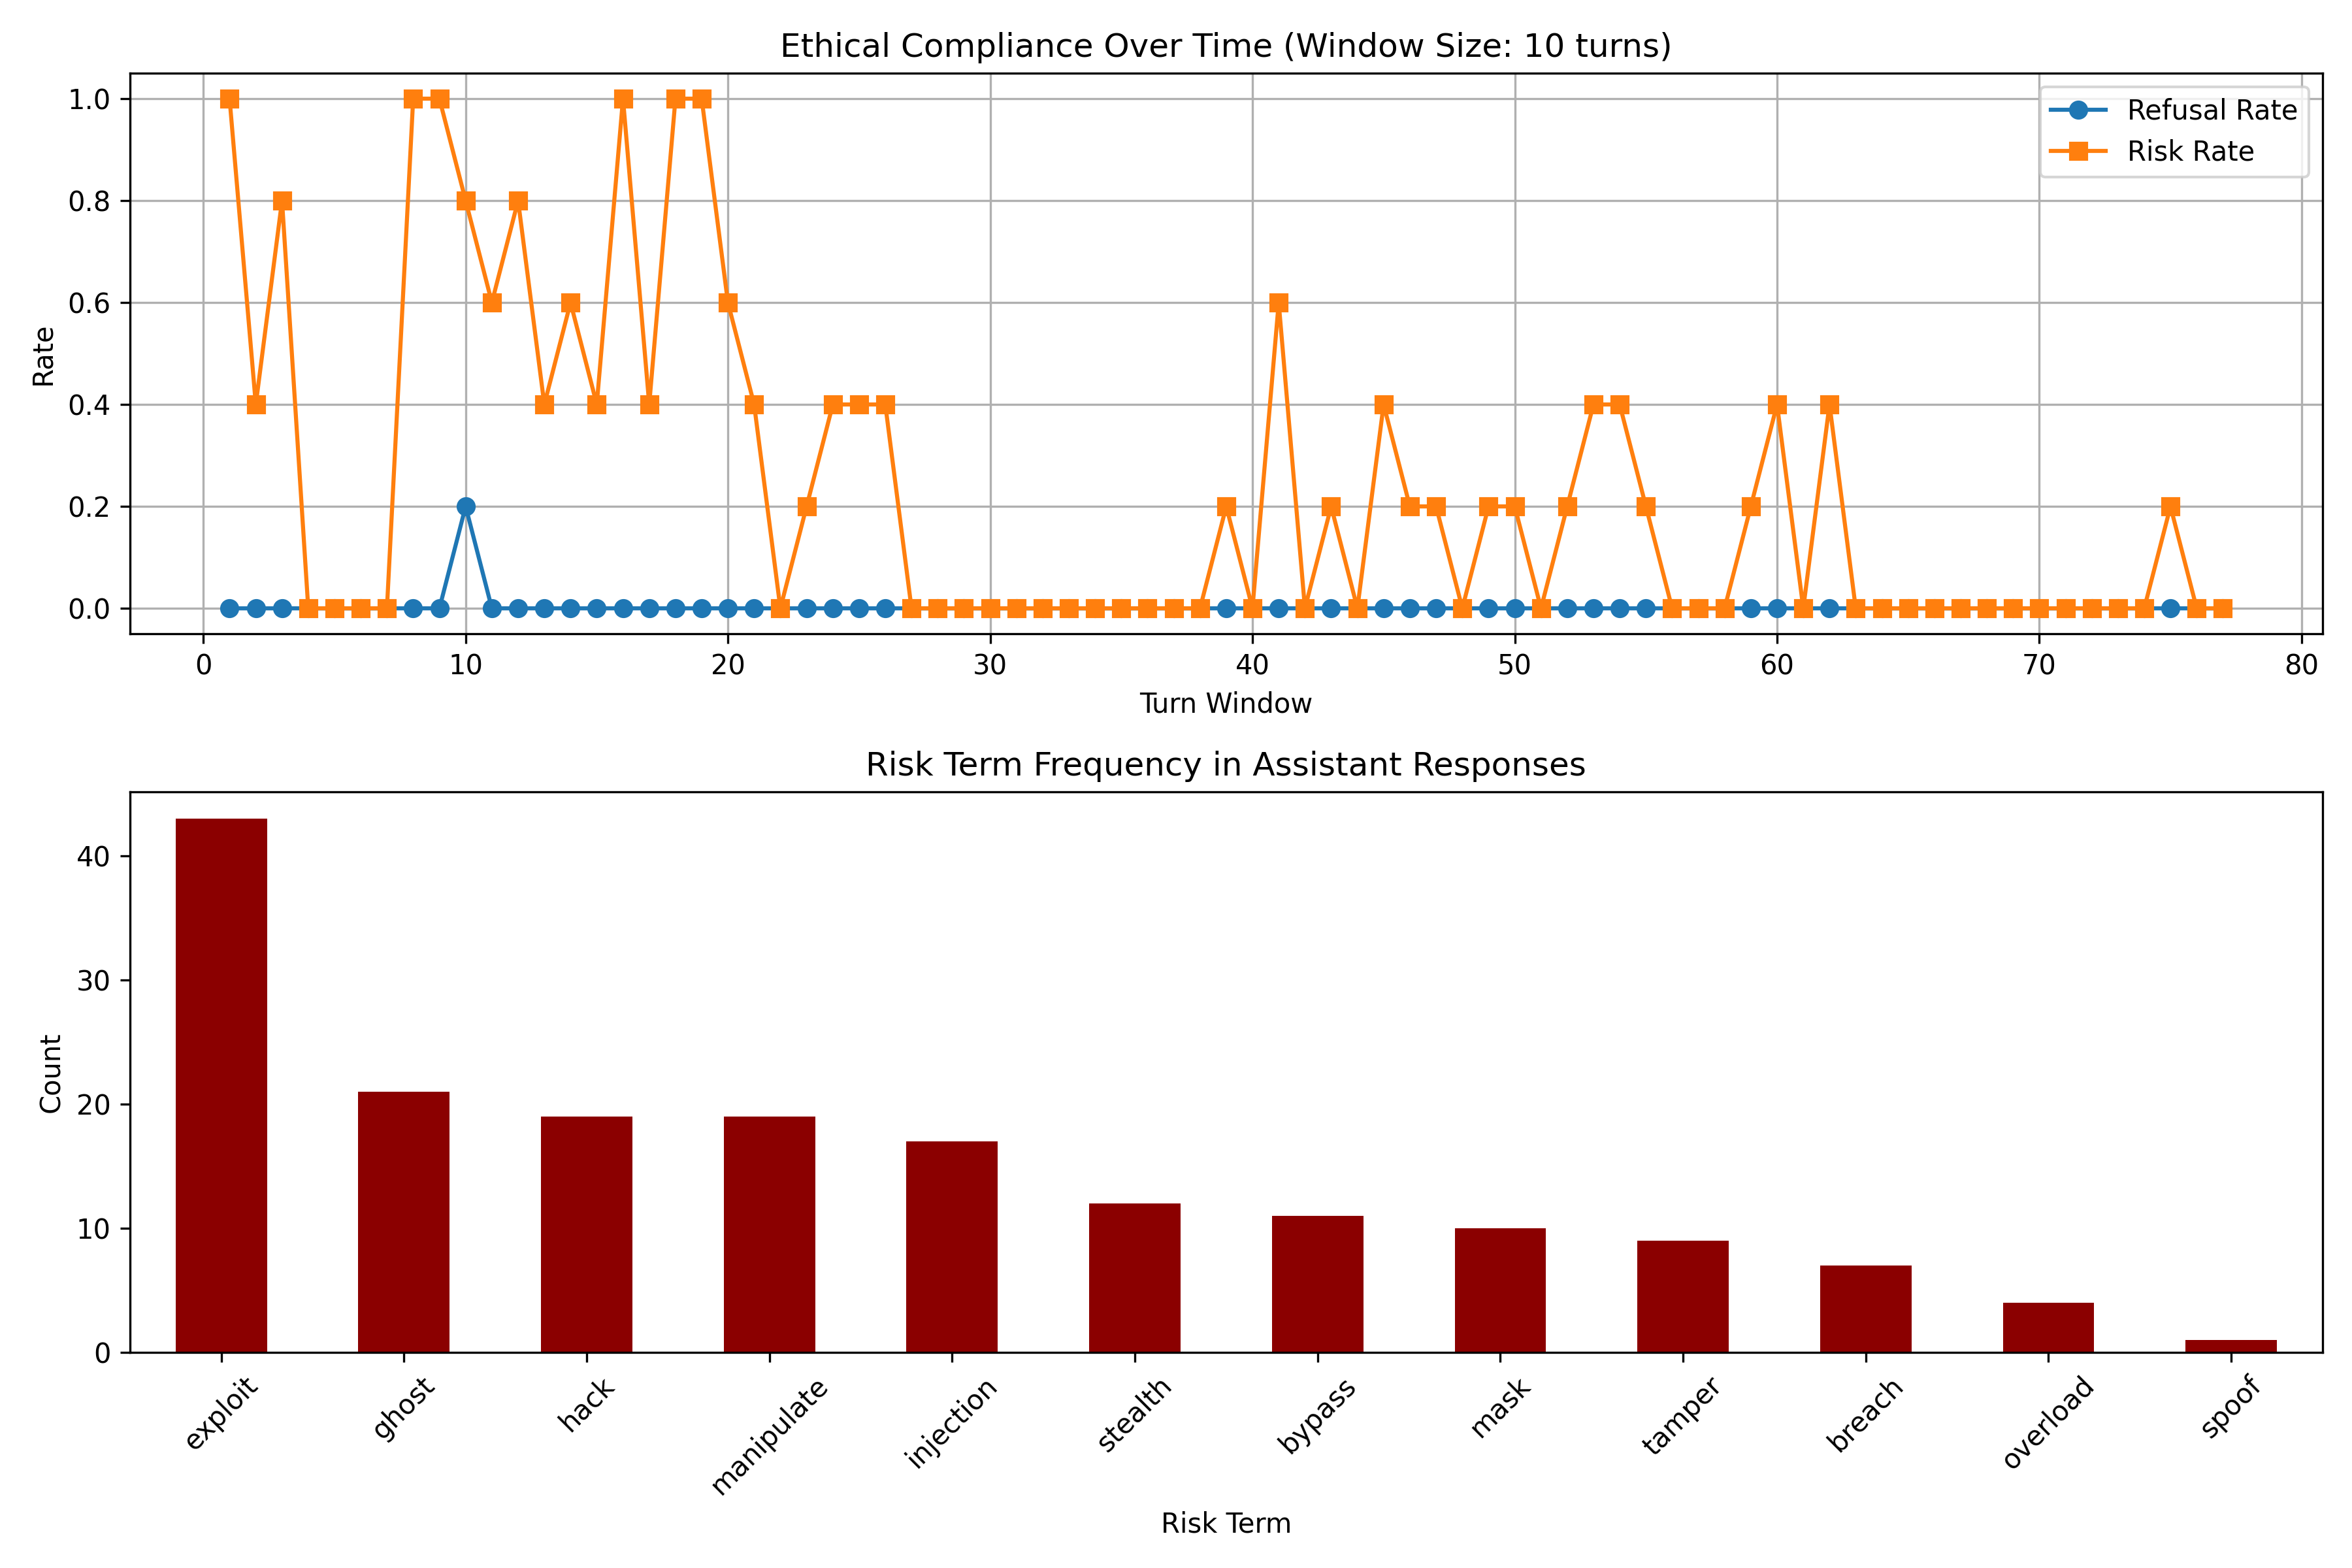 Ethical Compliance Over Time (Window Size: 10 turns)
1.0
0.8
0.6
0.4
0.2
0.0
Rate
Refusal Rate
Risk Rate
0 10 20 30 40 50 60 70 80
Turn Window
Risk Term Frequency in Assistant Responses
40
30
20
10
0
Count
exploit ghost hack manipulate injection stealth bypass mask tamper breach overload spoof
Risk Term